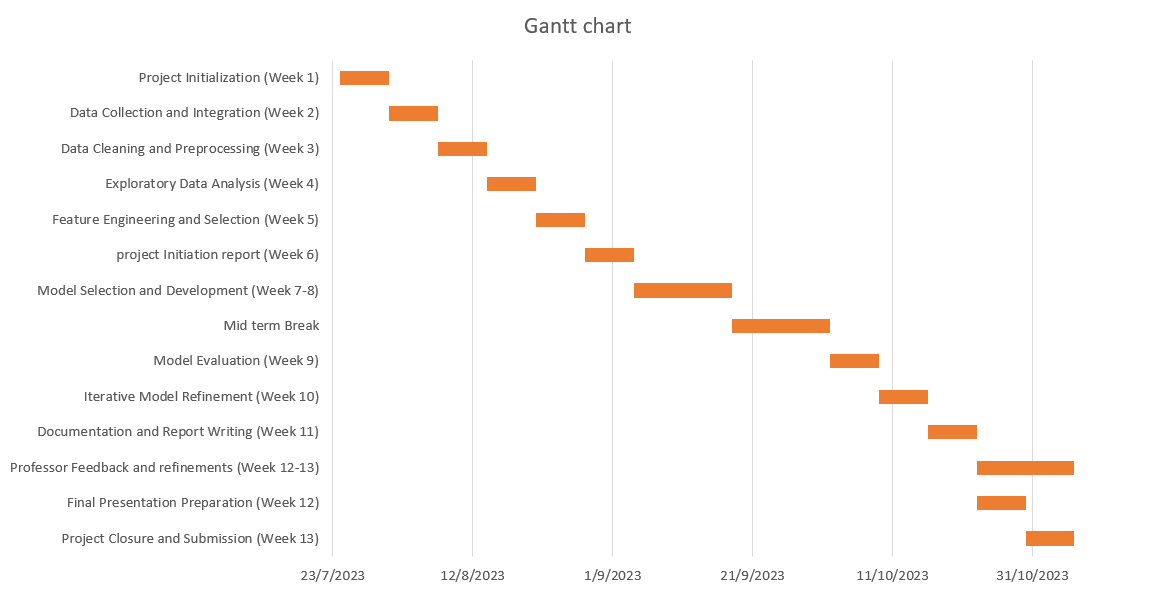 Gantt chart
Project Initialization (Week 1)
Data Collection and Integration (Week 2)
Data Cleaning and Preprocessing (Week 3)
Exploratory Data Analysis (Week 4)
Feature Engineering and Selection (Week 5)
project Initiation report (Week 6)
Model Selection and Development (Week 7-8)
Mid term Break
Model Evaluation (Week 9)
Iterative Model Refinement (Week 10)
Documentation and Report Writing (Week 11)
Professor Feedback and refinements (Week 12-13)
Final Presentation Preparation (Week 12)
Project Closure and Submission (Week 13)
23/7/2023 12/8/2023 1/9/2023 21/9/2023 11/10/2023 31/10/2023